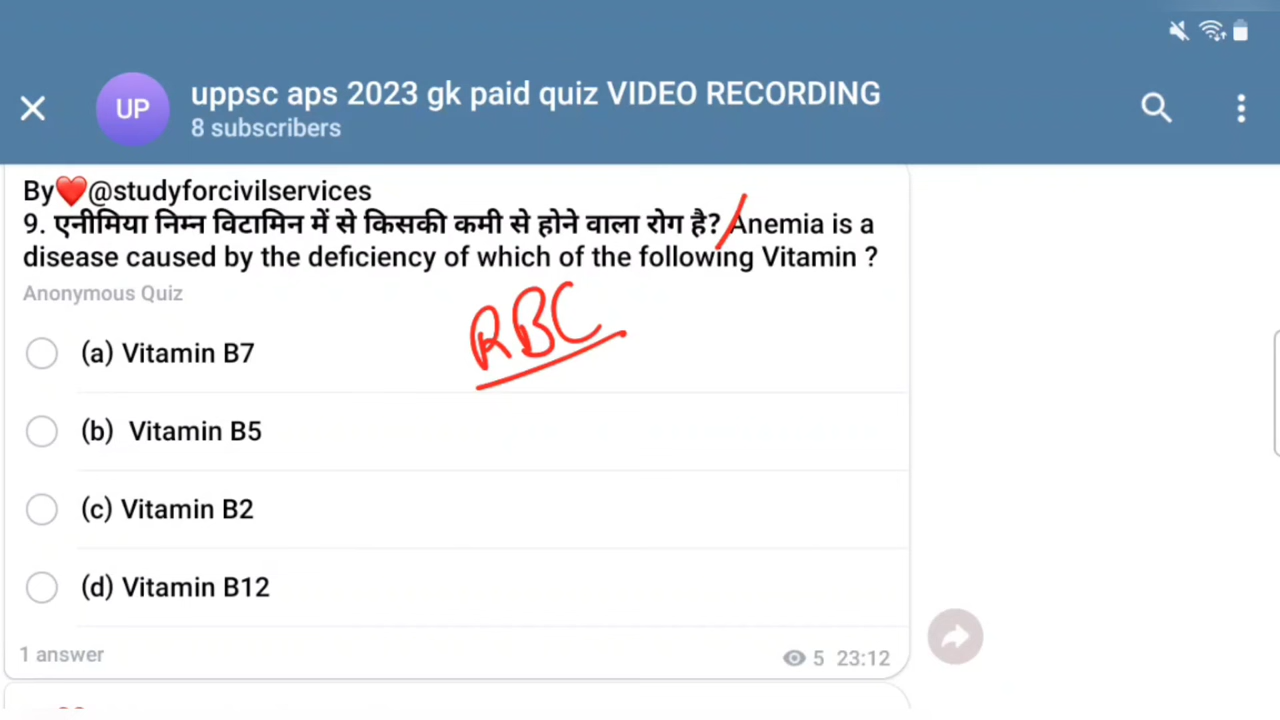 UP
uppsc aps 2023 gk paid quiz VIDEO RECORDING
8 subscribers
By❤️@studyforcivilservices
9. एनीमिया निम्न विटामिन में से किसकी कमी से होने वाला रोग है? Anemia is a
disease caused by the deficiency of which of the following Vitamin ?
Anonymous Quiz
RBC
(a) Vitamin B7
(b) Vitamin B5
(c) Vitamin B2
(d) Vitamin B12
1 answer
5 23:12